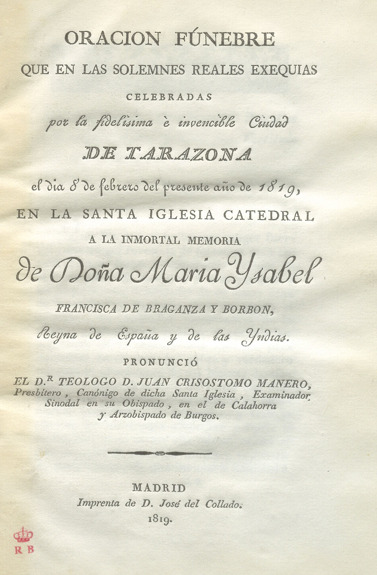 ORACION FÚNEBRE
QUE EN LAS SOLEMNES REALES EXEQUIAS
CELEBRADAS
por la fidelísima è invencible Ciudad
DE TARAZONA
el dia 8 de febrero del presente año de 1819,
EN LA SANTA IGLESIA CATEDRAL
A LA INMORTAL MEMORIA
de Doña Maria Ysabel
FRANCISCA DE BRAGANZA Y BORBON,
Reyna de España y de las Yndias.
PRONUNCIÓ
EL D.R TEOLOGO D. JUAN CRISOSTOMO MANERO,
Presbitero, Canónigo de dicha Santa Iglesia, Examinador
Sinodal en su Obispado, en el de Calahorra
y Arzobispado de Burgos.
MADRID
Imprenta de D. José del Collado.
1819.
R B